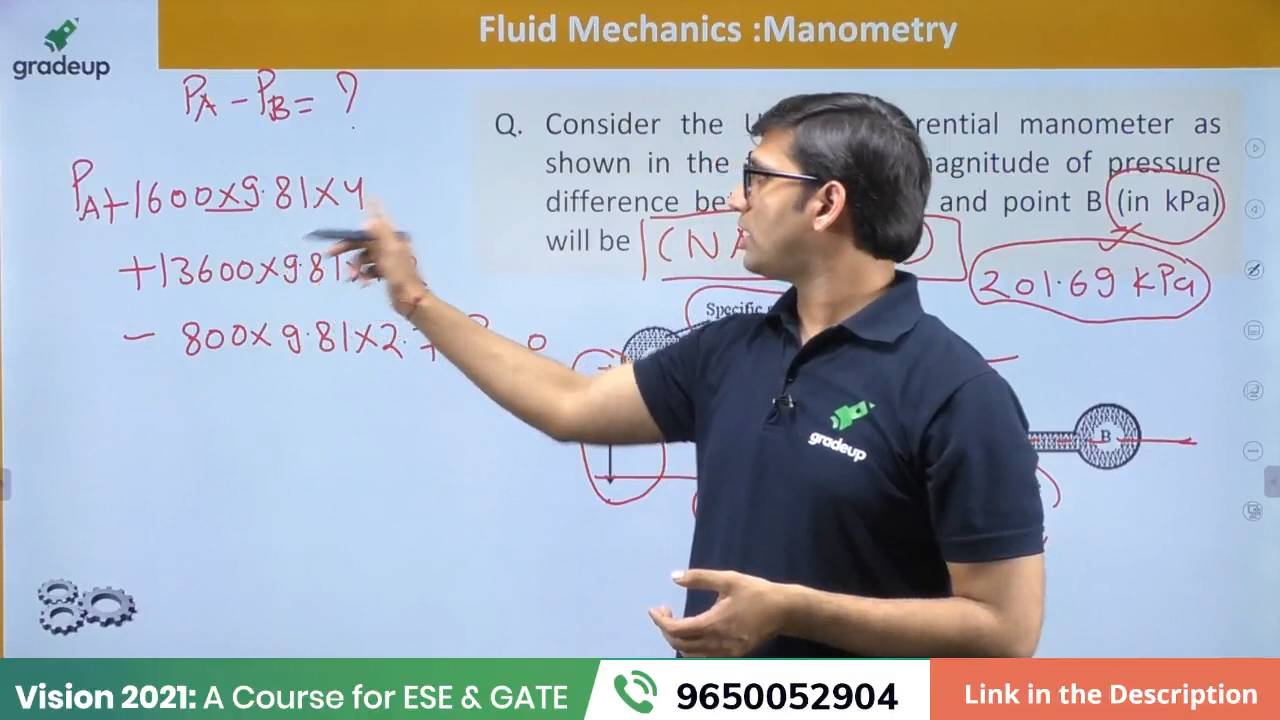 Fluid Mechanics :Manometry
gradeup
PA - PB = ?
Q. Consider the rential manometer as
shown in the agnitude of pressure
and point B (in kPa)
will be (NA
201.69 kPa
PA+1600×9.81×4
+13600×9.81×
- 800×9.81×2.7
Specific
B
gradeup
Vision 2021: A Course for ESE & GATE
9650052904
Link in the Description